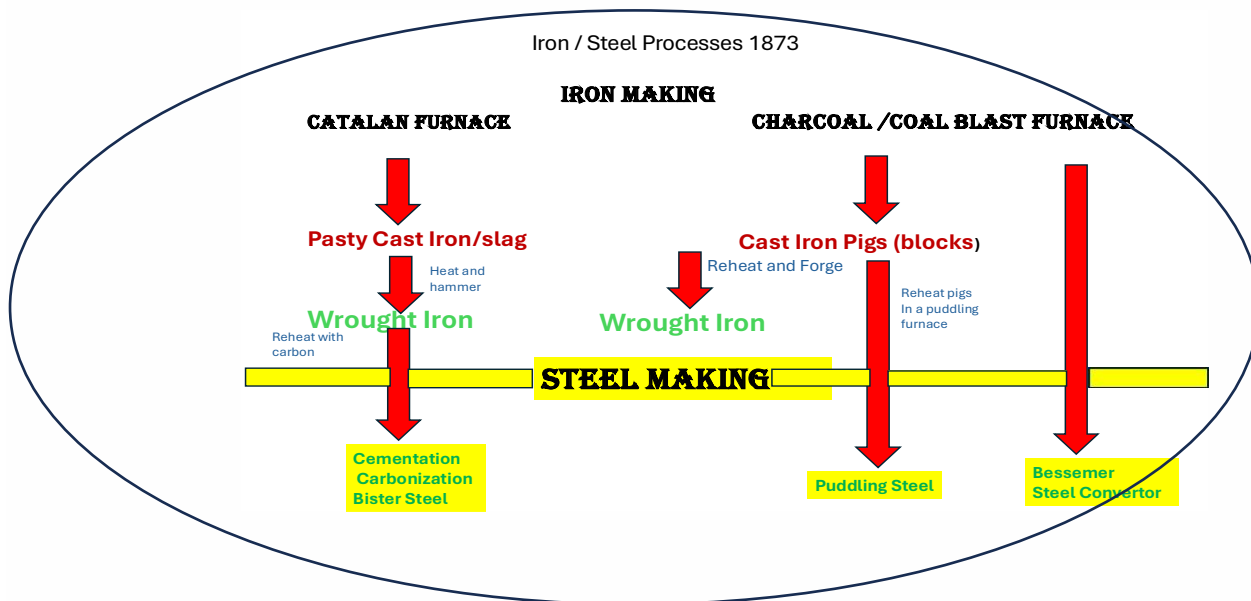 Iron / Steel Processes 1873
IRON MAKING
CATALAN FURNACE
CHARCOAL /COAL BLAST FURNACE
Pasty Cast Iron/slag
Cast Iron Pigs (blocks)
Heat and
hammer
Reheat and Forge
Reheat pigs
In a puddling
furnace
Wrought Iron
Wrought Iron
Reheat with
carbon
STEEL MAKING
Cementation
Carbonization
Bister Steel
Puddling Steel
Bessemer
Steel Convertor